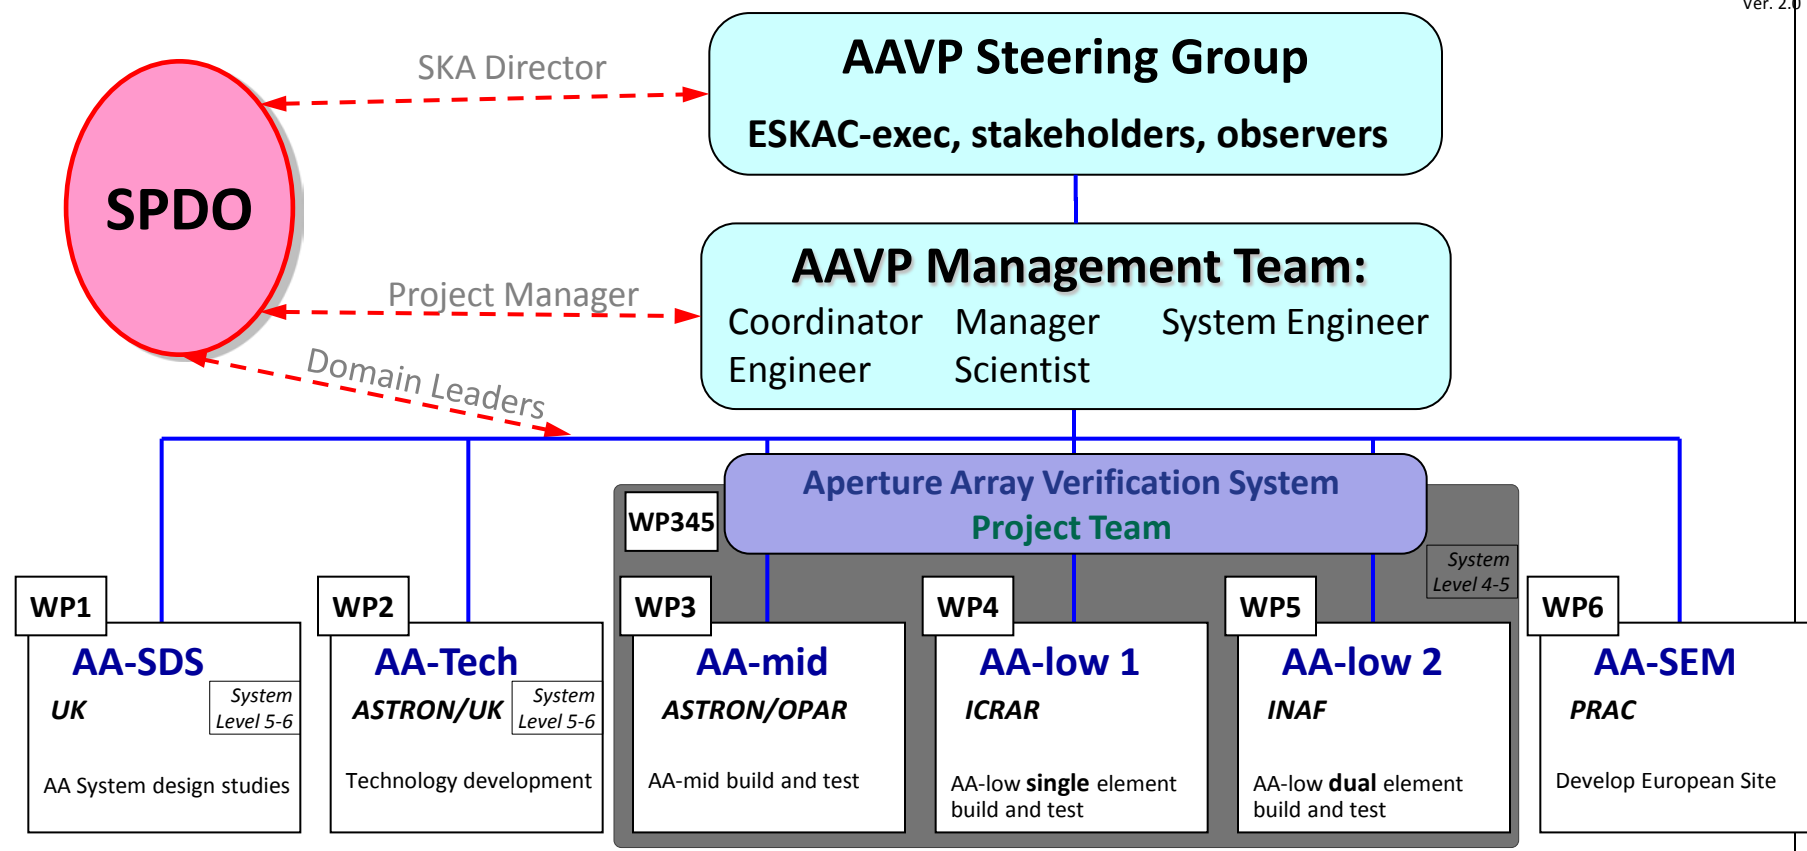 Ver. 2.0
SKA Director
AAVP Steering Group
ESKAC-exec, stakeholders, observers
SPDO
Project Manager
AAVP Management Team:
Coordinator Manager System Engineer
Engineer Scientist
Domain Leaders
Aperture Array Verification System
Project Team
WP345
System
Level 4-5
WP1
AA-SDS
UK
System
Level 5-6
AA System design studies
WP2
AA-Tech
ASTRON/UK
System
Level 5-6
Technology development
WP3
AA-mid
ASTRON/OPAR
AA-mid build and test
WP4
AA-low 1
ICRAR
AA-low single element
build and test
WP5
AA-low 2
INAF
AA-low dual element
build and test
WP6
AA-SEM
PRAC
Develop European Site